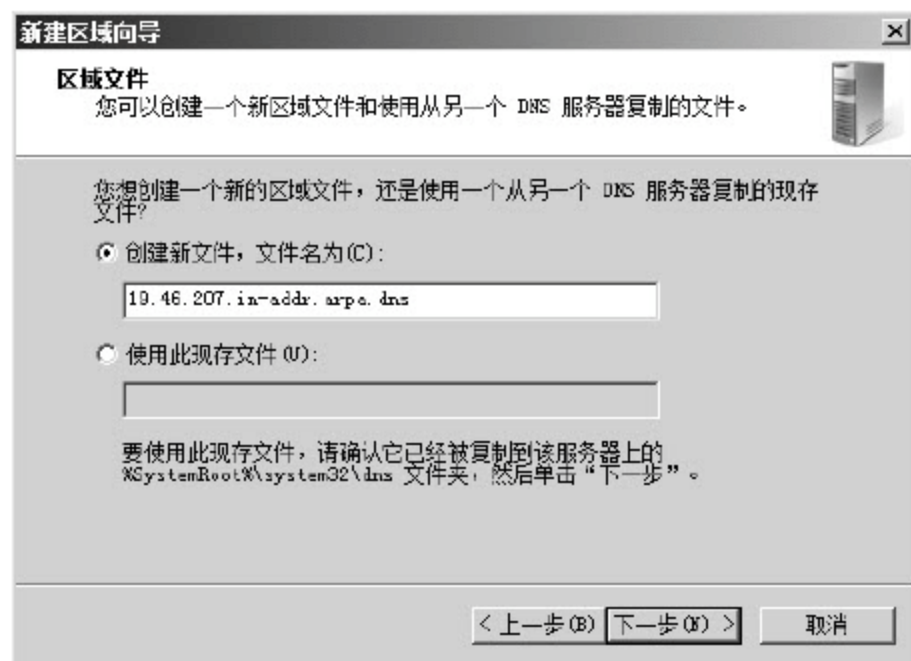 新建区域向导
区域文件
您可以创建一个新区域文件和使用从另一个 DNS 服务器复制的文件。
您想创建一个新的区域文件，还是使用一个从另一个 DNS 服务器复制的现存
文件?
创建新文件，文件名为(C):
19.46.207.in-addr.arpa.dns
使用此现存文件(U):
要使用此现存文件，请确认它已经被复制到该服务器上的
%SystemRoot%\system32\dns 文件夹，然后单击“下一步”。
< 上一步(B)
下一步(N) >
取消